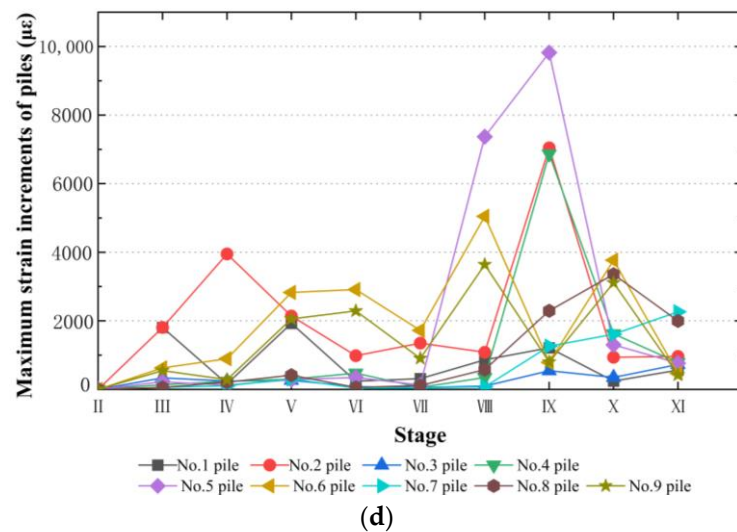 Maximum strain increments of piles (με)
10, 000
8000
6000
4000
2000
0
II III IV V VI VII VIII IX X XI
Stage
No.1 pile No.2 pile No.3 pile No.4 pile
No.5 pile No.6 pile No.7 pile No.8 pile No.9 pile
(d)